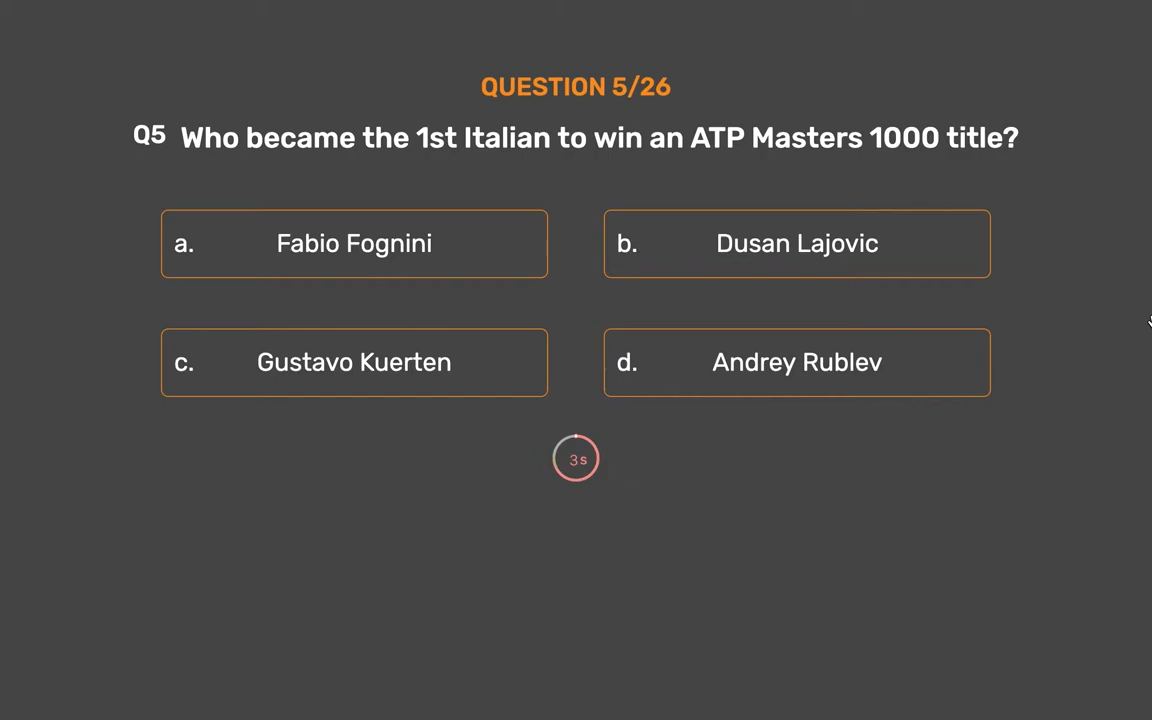 QUESTION 5/26
Q5 Who became the 1st Italian to win an ATP Masters 1000 title?
a. Fabio Fognini
b. Dusan Lajovic
c. Gustavo Kuerten
d. Andrey Rublev
3s